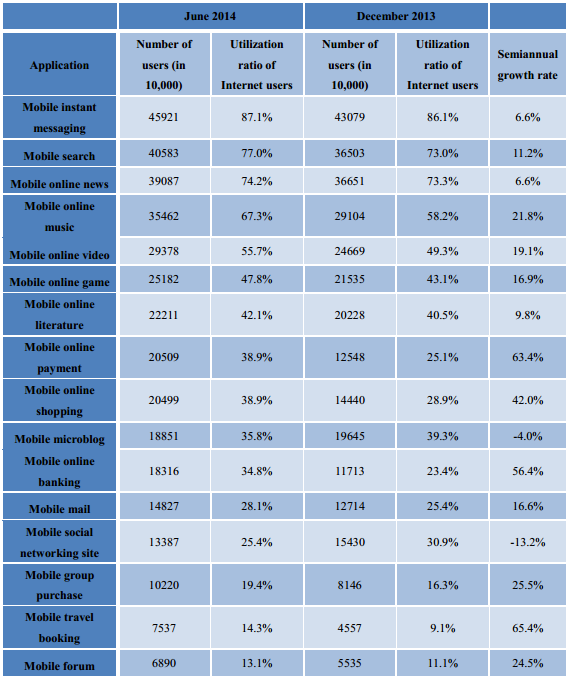 June 2014 December 2013
Application Number of users (in 10,000) Utilization ratio of Internet users Number of users (in 10,000) Utilization ratio of Internet users Semiannual growth rate
Mobile instant messaging 45921 87.1% 43079 86.1% 6.6%
Mobile search 40583 77.0% 36503 73.0% 11.2%
Mobile online news 39087 74.2% 36651 73.3% 6.6%
Mobile online music 35462 67.3% 29104 58.2% 21.8%
Mobile online video 29378 55.7% 24669 49.3% 19.1%
Mobile online game 25182 47.8% 21535 43.1% 16.9%
Mobile online literature 22211 42.1% 20228 40.5% 9.8%
Mobile online payment 20509 38.9% 12548 25.1% 63.4%
Mobile online shopping 20499 38.9% 14440 28.9% 42.0%
Mobile microblog 18851 35.8% 19645 39.3% -4.0%
Mobile online banking 18316 34.8% 11713 23.4% 56.4%
Mobile mail 14827 28.1% 12714 25.4% 16.6%
Mobile social networking site 13387 25.4% 15430 30.9% -13.2%
Mobile group purchase 10220 19.4% 8146 16.3% 25.5%
Mobile travel booking 7537 14.3% 4557 9.1% 65.4%
Mobile forum 6890 13.1% 5535 11.1% 24.5%